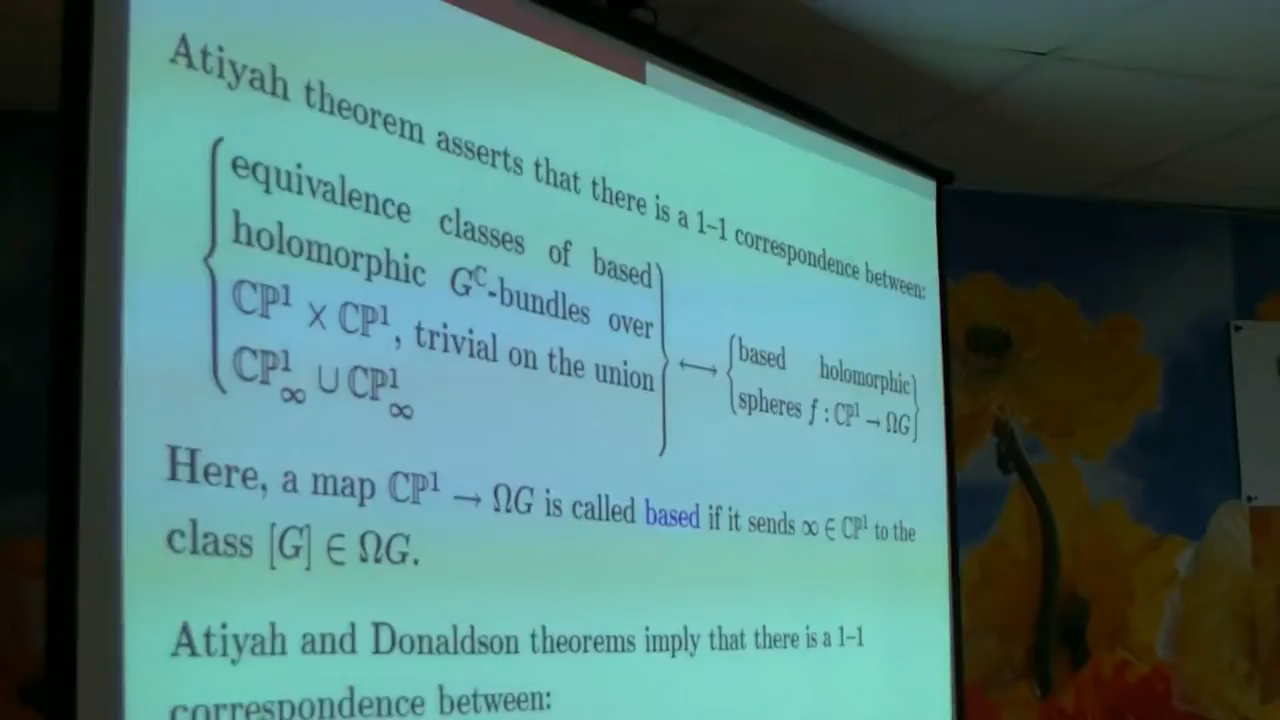 Atiyah theorem asserts that there is a 1–1 correspondence between:
equivalence classes of based
holomorphic G^ℂ-bundles over
ℂℙ¹ × ℂℙ¹, trivial on the union
ℂℙ¹_∞ ∪ ℂℙ¹_∞
⟷
based holomorphic
spheres f : ℂℙ¹ → ΩG
Here, a map ℂℙ¹ → ΩG is called based if it sends ∞ ∈ ℂℙ¹ to the
class [G] ∈ ΩG.
Atiyah and Donaldson theorems imply that there is a 1–1
correspondence between: